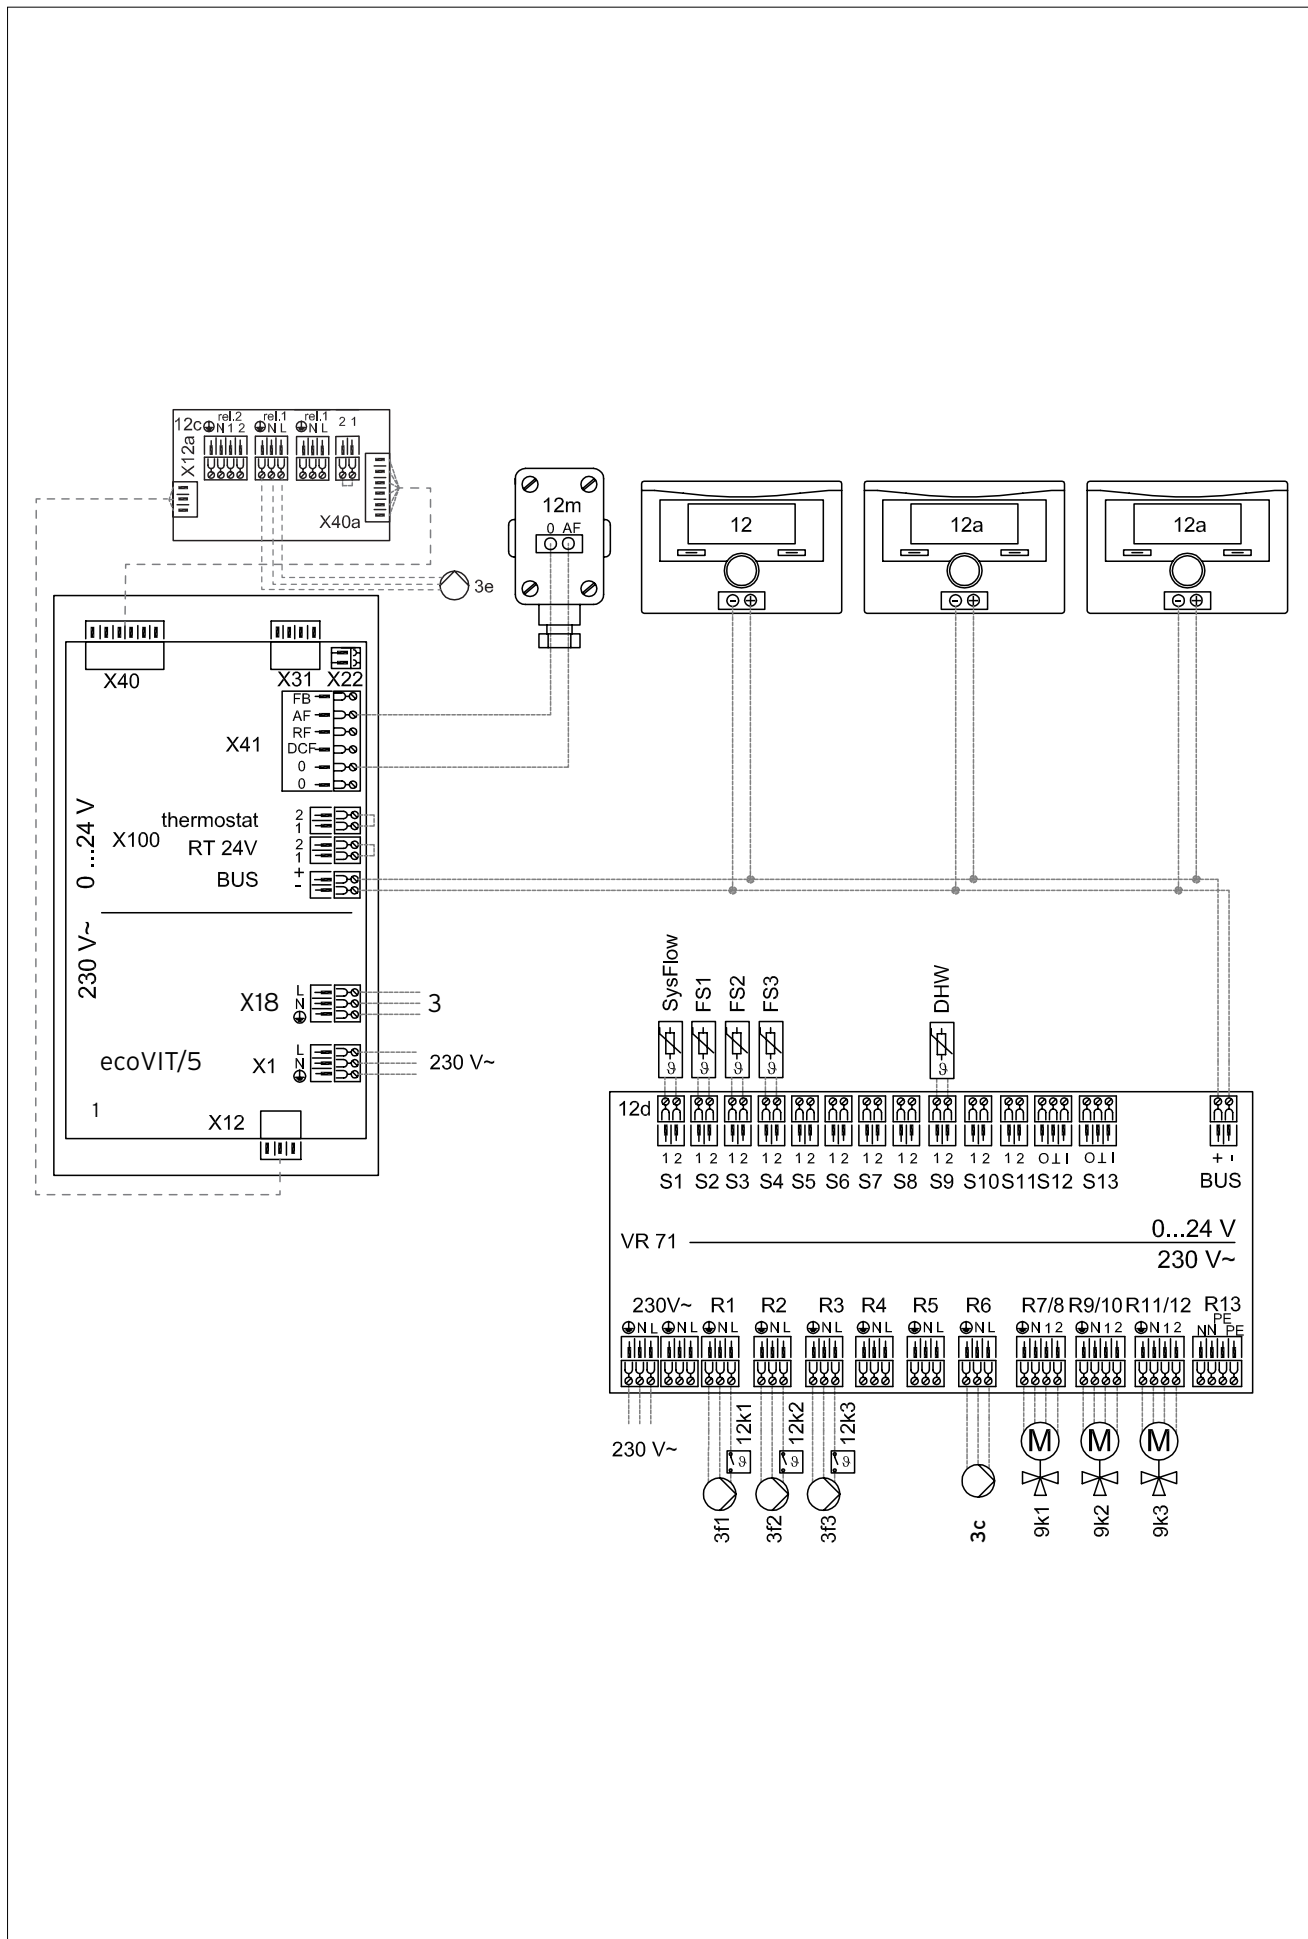 12c
rel.2
N 1 2
rel.1
N L
rel.1
N L
2 1
X12a
X40a
3e
12m
0 AF
12
12a
12a
X40
X31
X22
X41
FB
AF
RF
DCF
0
0
0 ...24 V
X100
thermostat
2
1
RT 24V
2
1
BUS
+
-
230 V~
X18
L
N
3
ecoVIT/5
X1
L
N
230 V~
1
X12
SysFlow
FS1
FS2
FS3
DHW
12d
1 2 1 2 1 2 1 2 1 2 1 2 1 2 1 2 1 2 1 2 1 2 O T I O T I + -
S1 S2 S3 S4 S5 S6 S7 S8 S9 S10 S11 S12 S13 BUS
VR 71
0...24 V
230 V~
230V~ R1 R2 R3 R4 R5 R6 R7/8 R9/10 R11/12 R13
N L N L N L N L N L N L N L N L N 1 2 N 1 2 N 1 2 N N PE PE
230 V~
12k1
12k2
12k3
3f1
3f2
3f3
3c
M
M
M
9k1
9k2
9k3
ϑ
ϑ
ϑ
ϑ
ϑ
ϑ
ϑ
ϑ